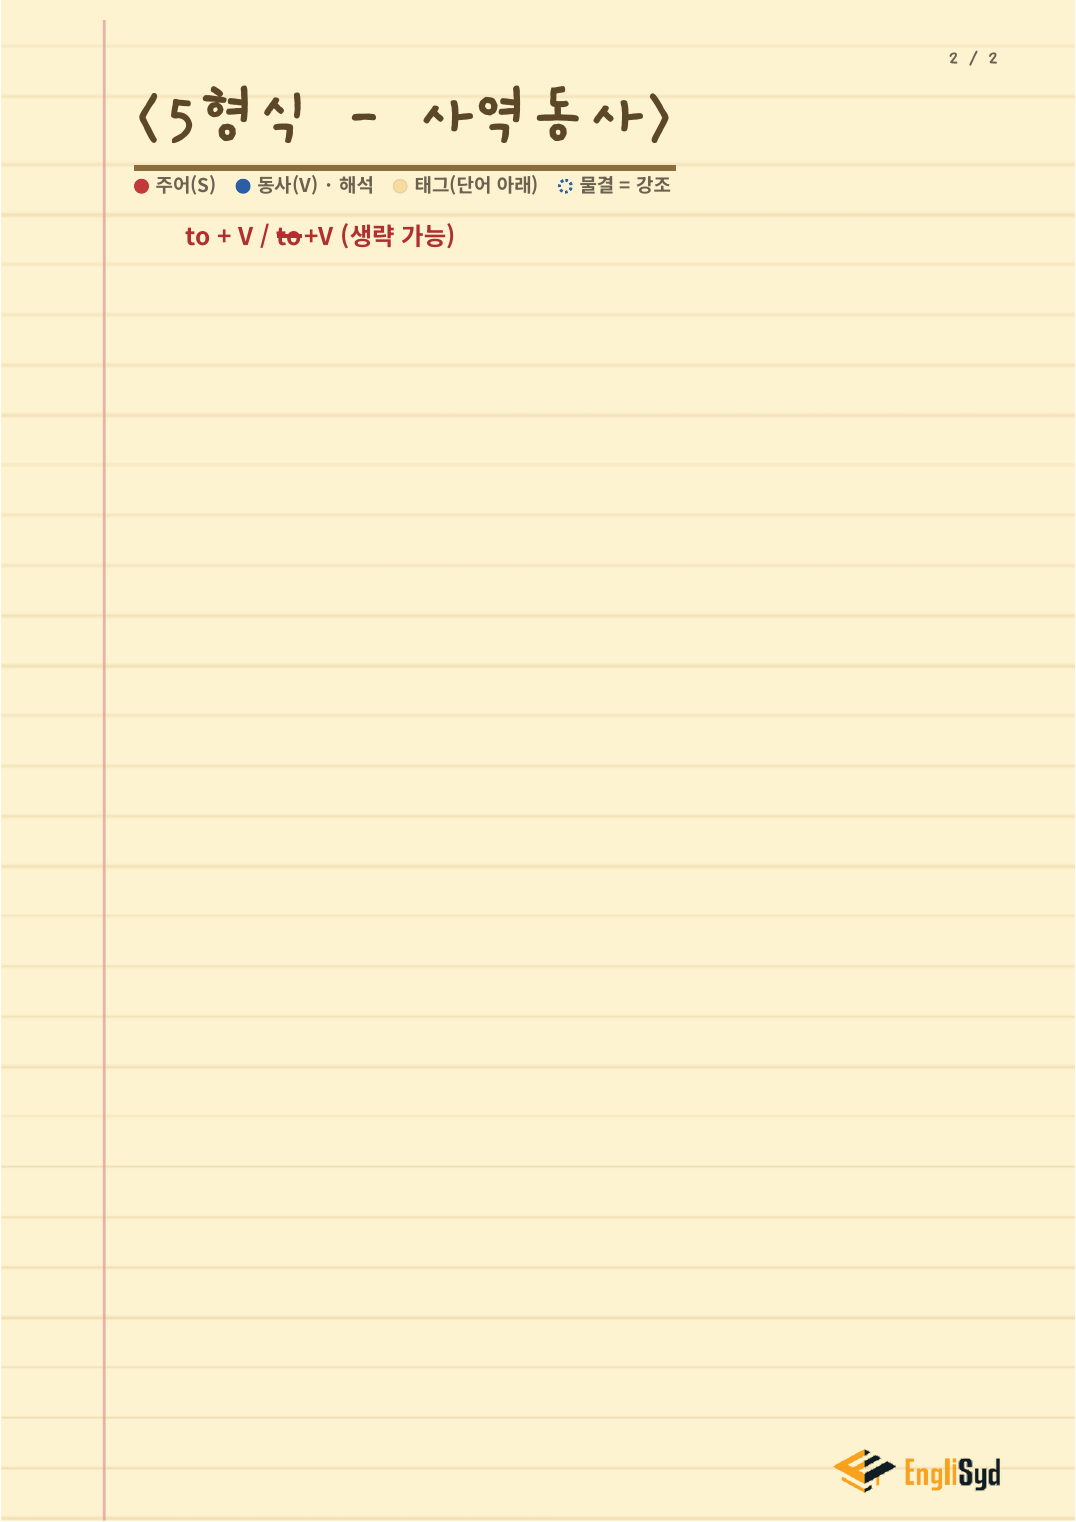 2 / 2
<5형식 - 사역동사>
주어(S) 동사(V) · 해석 태그(단어 아래) 물결 = 강조
to + V / to+V (생략 가능)
EngliSyd